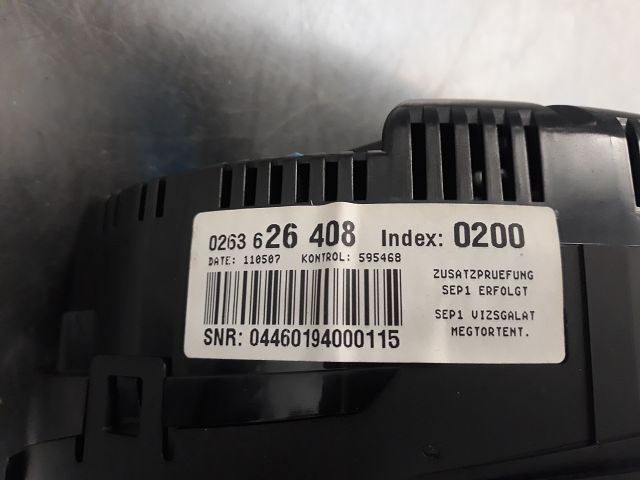 0263 626 408 Index: 0200
DATE: 110507 KONTROL: 595468
ZUSATZPRUEFUNG
SEP1 ERFOLGT
SEP1 VIZSGALAT
MEGTORTENT.
SNR: 04460194000115